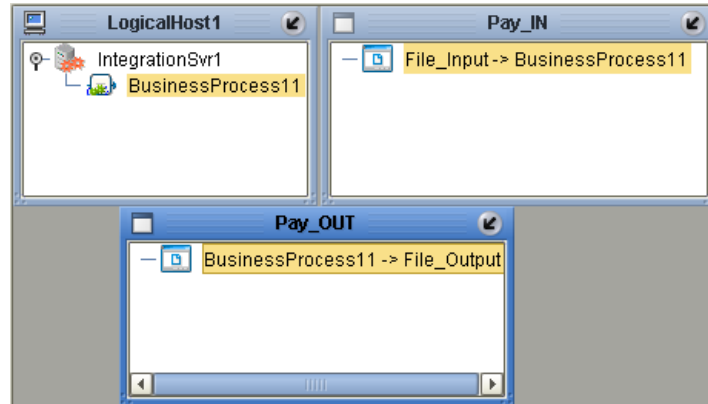 LogicalHost1
IntegrationSvr1
BusinessProcess11
Pay_IN
File_Input -> BusinessProcess11
Pay_OUT
BusinessProcess11 -> File_Output